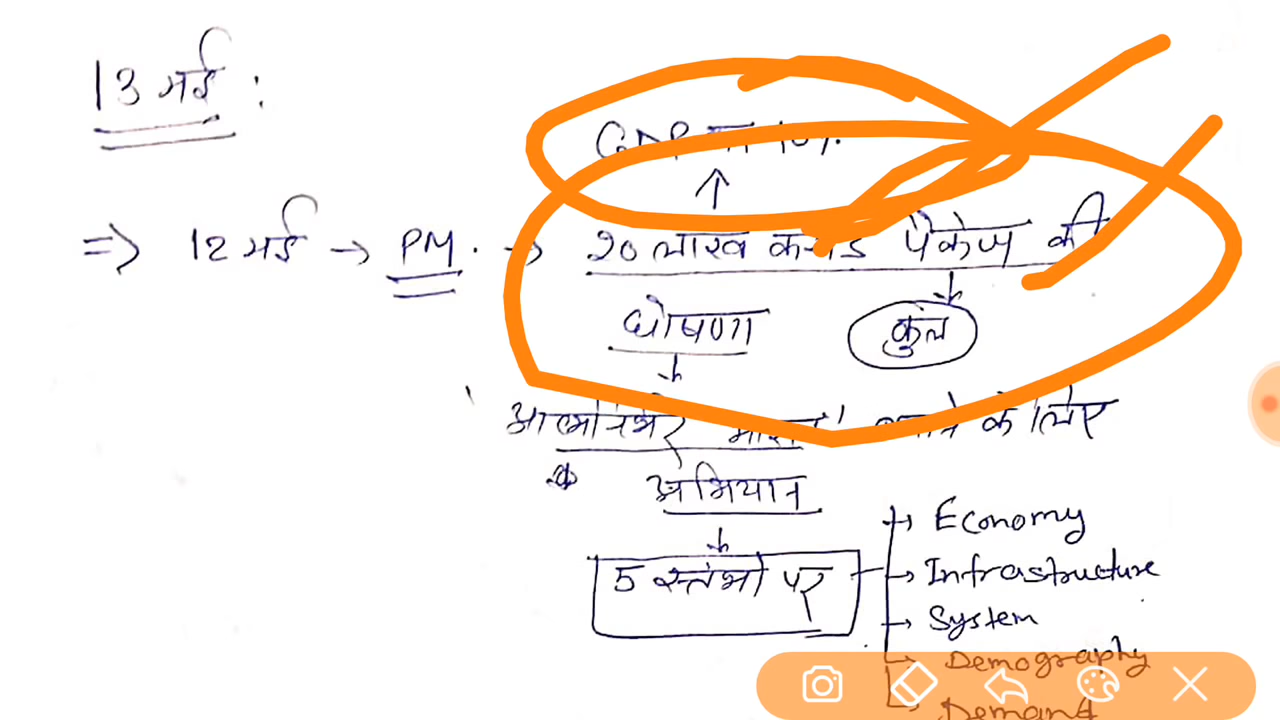 13 मई :
GDP का 10%.
=> 12 मई → PM. → 20 लाख करोड पैकेज की
घोषणा
कुल
'आत्मनिर्भर भारत' बनाने के लिए
अभियान
5 स्तंभो पर
→ Economy
→ Infrastructure
→ System
→ Demography
→ Demand